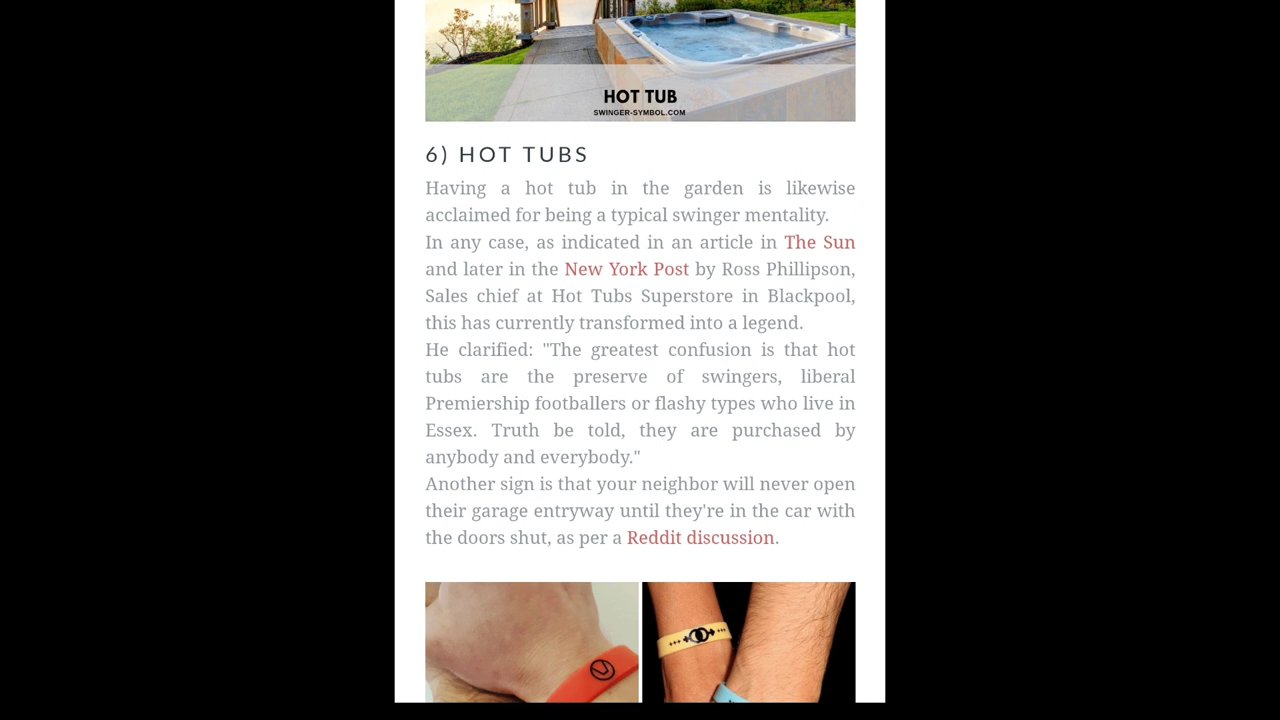 HOT TUB
SWINGER-SYMBOL.COM
6) HOT TUBS
Having a hot tub in the garden is likewise
acclaimed for being a typical swinger mentality.
In any case, as indicated in an article in The Sun
and later in the New York Post by Ross Phillipson,
Sales chief at Hot Tubs Superstore in Blackpool,
this has currently transformed into a legend.
He clarified: "The greatest confusion is that hot
tubs are the preserve of swingers, liberal
Premiership footballers or flashy types who live in
Essex. Truth be told, they are purchased by
anybody and everybody."
Another sign is that your neighbor will never open
their garage entryway until they're in the car with
the doors shut, as per a Reddit discussion.